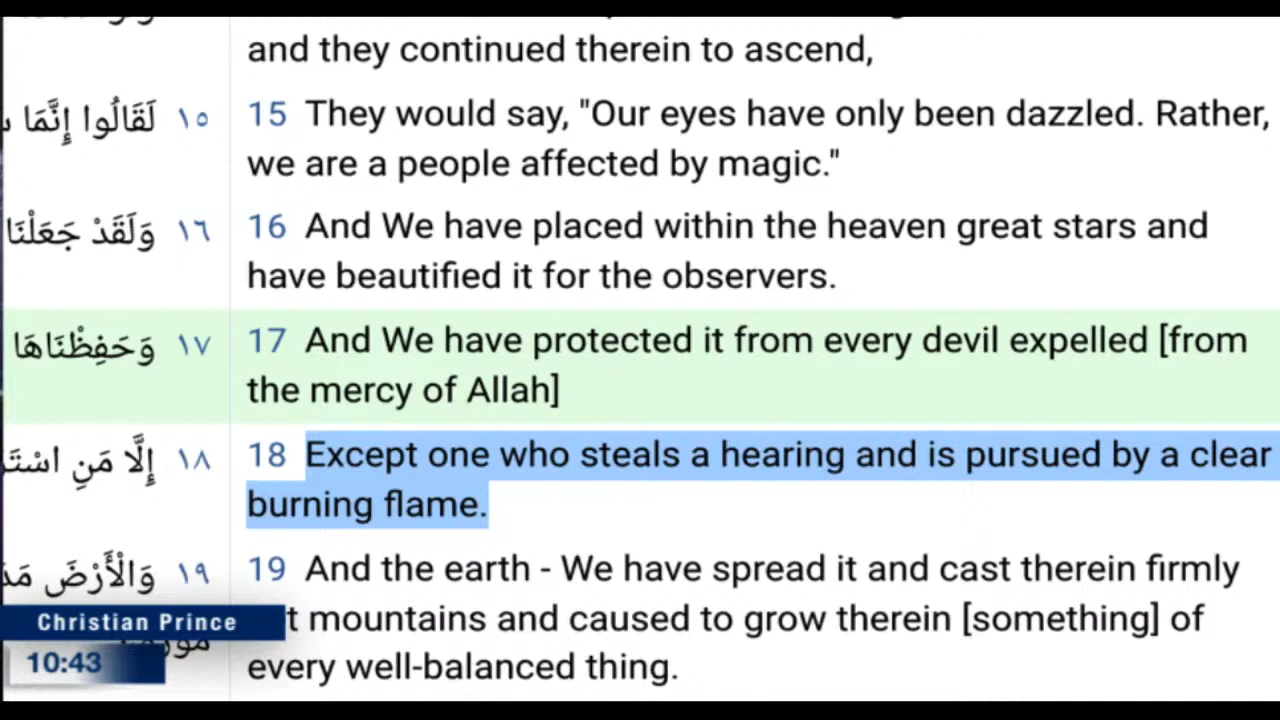 and they continued therein to ascend,
لَقَالُوا إِنَّمَا ١٥
15 They would say, "Our eyes have only been dazzled. Rather,
we are a people affected by magic."
وَلَقَدْ جَعَلْنَا ١٦
16 And We have placed within the heaven great stars and
have beautified it for the observers.
وَحَفِظْنَاهَا ١٧
17 And We have protected it from every devil expelled [from
the mercy of Allah]
إِلَّا مَنِ ١٨
18 Except one who steals a hearing and is pursued by a clear
burning flame.
وَالْأَرْضَ ١٩
19 And the earth - We have spread it and cast therein firmly
mountains and caused to grow therein [something] of
every well-balanced thing.
Christian Prince
10:43